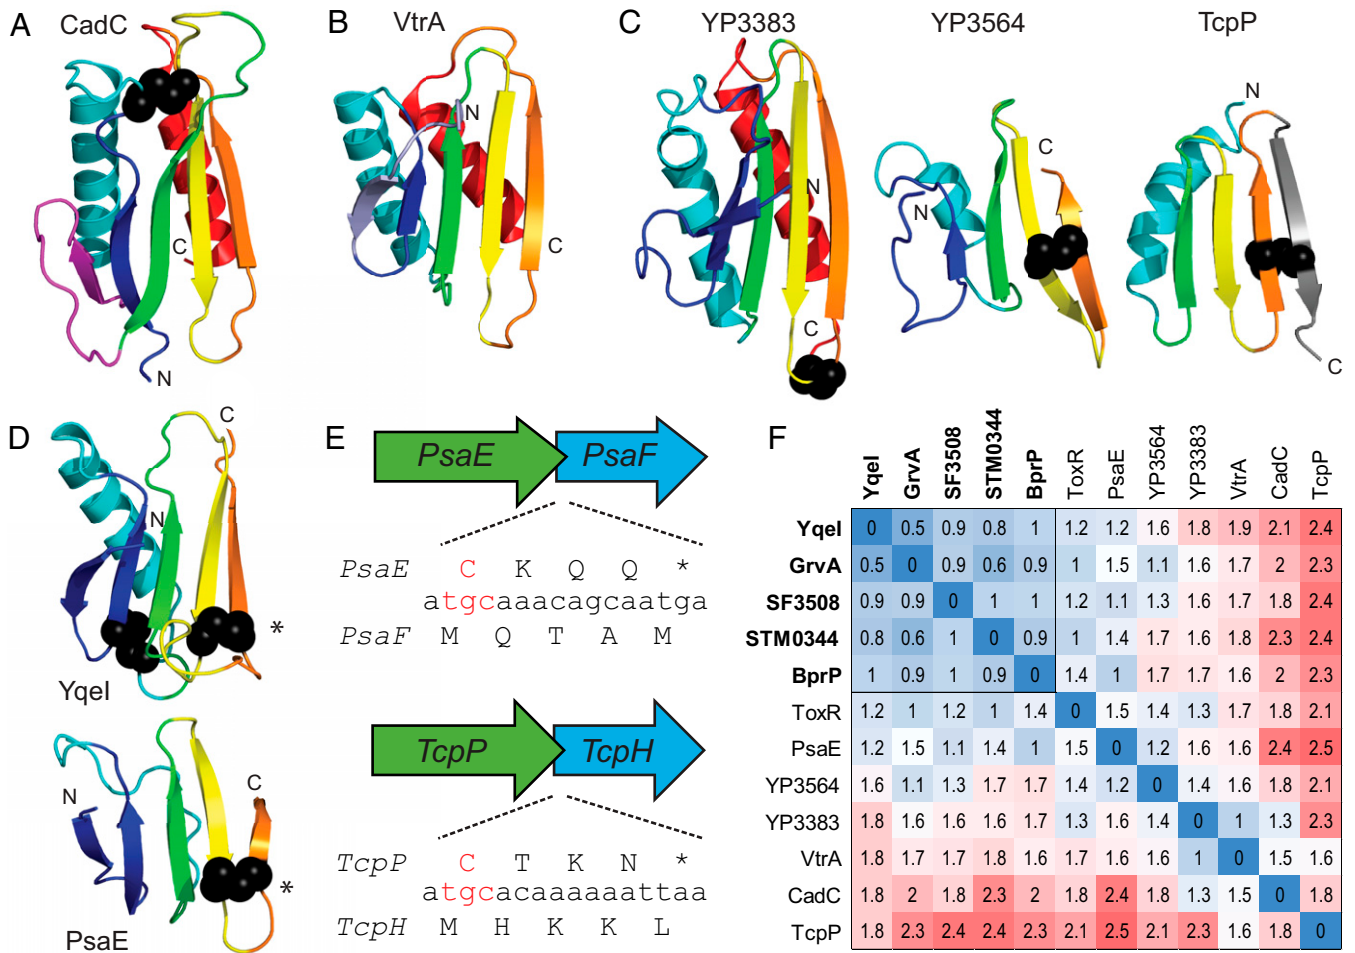 A
CadC
N
C
B
VtrA
N
C
C
YP3383
N
C
YP3564
N
C
TcpP
N
C
D
C
N
*
YqeI
N
C
*
PsaE
E
PsaE PsaF
PsaE C K Q Q *
atgcaaacagcaatga
PsaF M Q T A M
TcpP TcpH
TcpP C T K N *
atgcacaaaaaattaa
TcpH M H K K L
F
YqeI GrvA SF3508 STM0344 BprP ToxR PsaE YP3564 YP3383 VtrA CadC TcpP
YqeI 0 0.5 0.9 0.8 1 1.2 1.2 1.6 1.8 1.9 2.1 2.4
GrvA 0.5 0 0.9 0.6 0.9 1 1.5 1.1 1.6 1.7 2 2.3
SF3508 0.9 0.9 0 1 1 1.2 1.1 1.3 1.6 1.7 1.8 2.4
STM0344 0.8 0.6 1 0 0.9 1 1.4 1.7 1.6 1.8 2.3 2.4
BprP 1 0.9 1 0.9 0 1.4 1 1.7 1.7 1.6 2 2.3
ToxR 1.2 1 1.2 1 1.4 0 1.5 1.4 1.3 1.7 1.8 2.1
PsaE 1.2 1.5 1.1 1.4 1 1.5 0 1.2 1.6 1.6 2.4 2.5
YP3564 1.6 1.1 1.3 1.7 1.7 1.4 1.2 0 1.4 1.6 1.8 2.1
YP3383 1.8 1.6 1.6 1.6 1.7 1.3 1.6 1.4 0 1 1.3 2.3
VtrA 1.8 1.7 1.7 1.8 1.6 1.7 1.6 1.6 1 0 1.5 1.6
CadC 1.8 2 1.8 2.3 2 1.8 2.4 1.8 1.3 1.5 0 1.8
TcpP 1.8 2.3 2.4 2.4 2.3 2.1 2.5 2.1 2.3 1.6 1.8 0